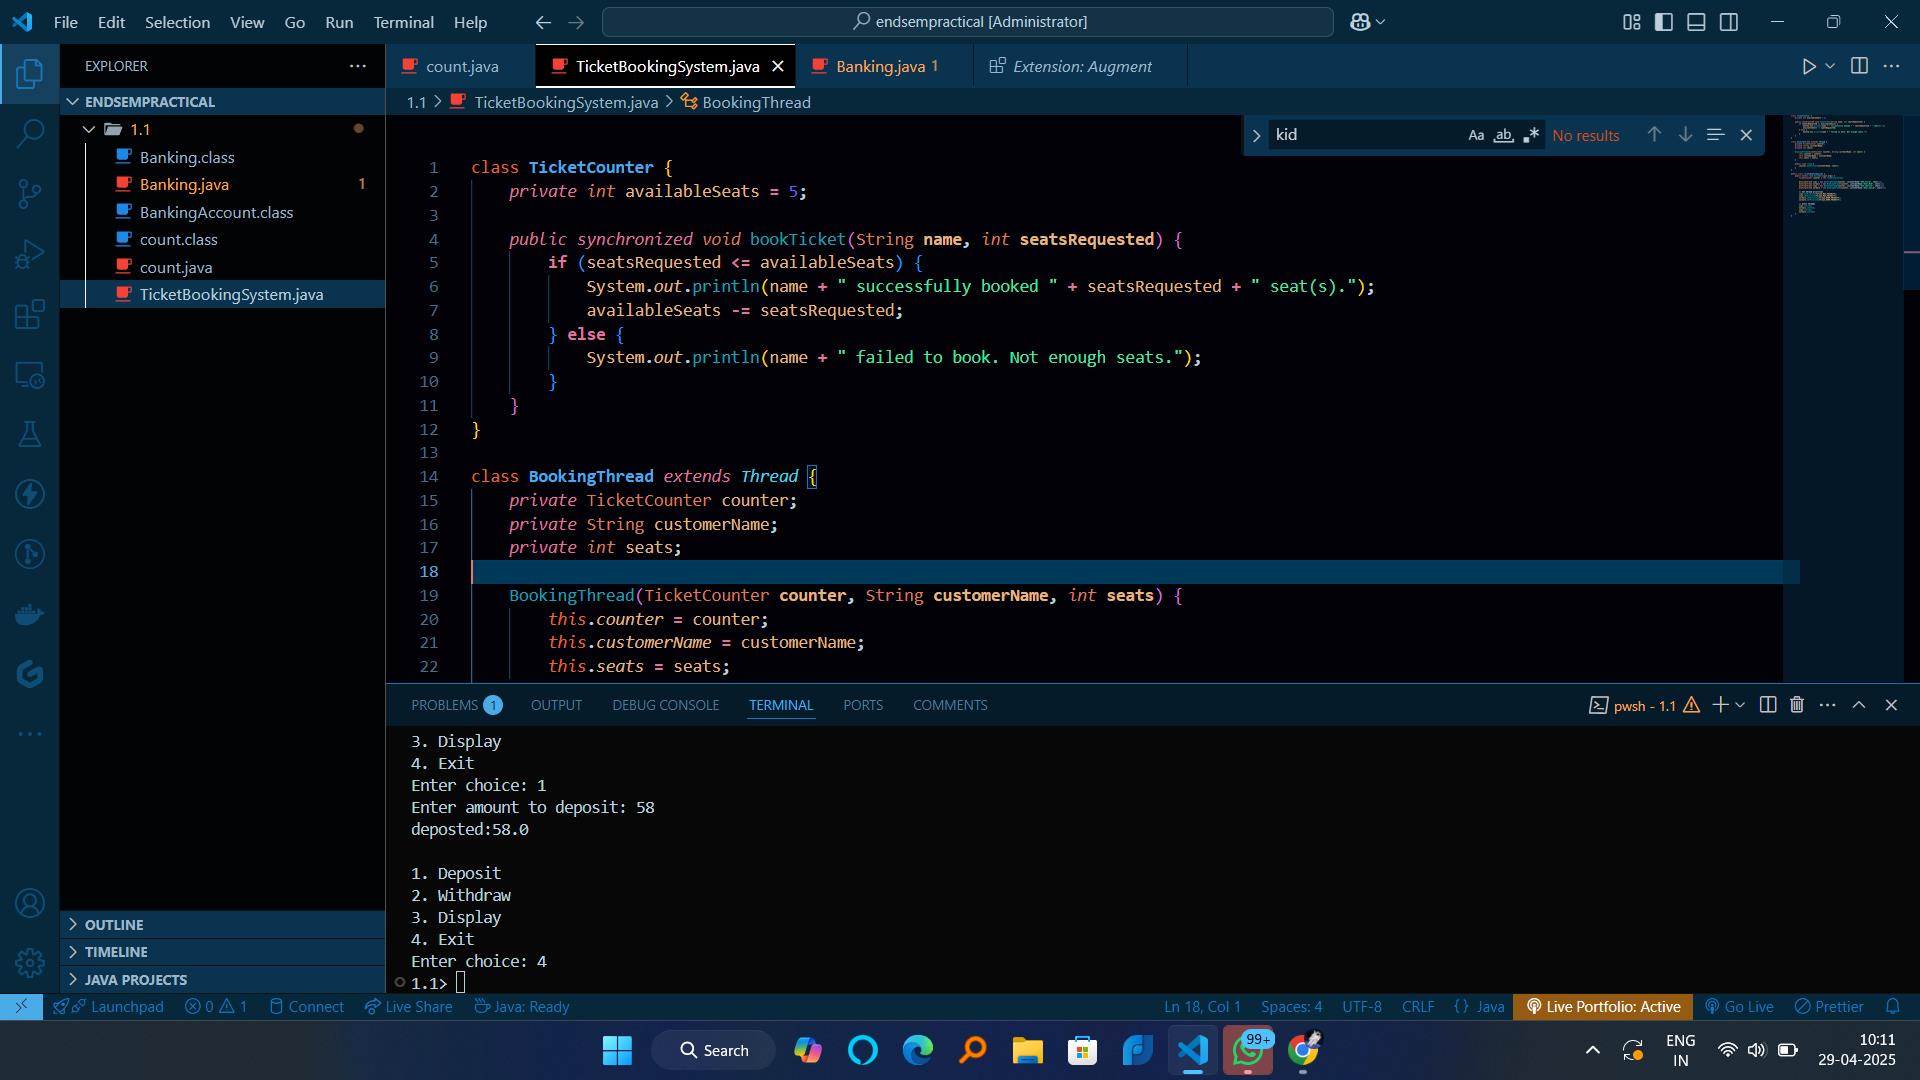 File Edit Selection View Go Run Terminal Help
endsempractical [Administrator]
EXPLORER
ENDSEMPRACTICAL
1.1
Banking.class
Banking.java 1
BankingAccount.class
count.class
count.java
TicketBookingSystem.java
OUTLINE
TIMELINE
JAVA PROJECTS
count.java TicketBookingSystem.java Banking.java 1 Extension: Augment
1.1 > TicketBookingSystem.java > BookingThread
kid Aa ab .* No results
1 class TicketCounter {
2 private int availableSeats = 5;
3
4 public synchronized void bookTicket(String name, int seatsRequested) {
5 if (seatsRequested <= availableSeats) {
6 System.out.println(name + " successfully booked " + seatsRequested + " seat(s).");
7 availableSeats -= seatsRequested;
8 } else {
9 System.out.println(name + " failed to book. Not enough seats.");
10 }
11 }
12 }
13
14 class BookingThread extends Thread {
15 private TicketCounter counter;
16 private String customerName;
17 private int seats;
18
19 BookingThread(TicketCounter counter, String customerName, int seats) {
20 this.counter = counter;
21 this.customerName = customerName;
22 this.seats = seats;
PROBLEMS 1 OUTPUT DEBUG CONSOLE TERMINAL PORTS COMMENTS
pwsh - 1.1
3. Display
4. Exit
Enter choice: 1
Enter amount to deposit: 58
deposted:58.0
1. Deposit
2. Withdraw
3. Display
4. Exit
Enter choice: 4
1.1>
Launchpad 0 1 Connect Live Share Java: Ready
Ln 18, Col 1 Spaces: 4 UTF-8 CRLF {} Java Live Portfolio: Active Go Live Prettier
Search
99+
ENG
IN
10:11
29-04-2025